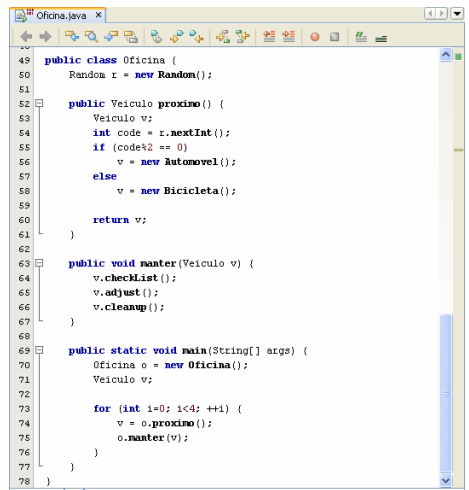 Oficina.java x
49 public class Oficina {
50 Random r = new Random();
51
52 public Veiculo proximo() {
53 Veiculo v;
54 int code = r.nextInt();
55 if (code%2 == 0)
56 v = new Automovel();
57 else
58 v = new Bicicleta();
59
60 return v;
61 }
62
63 public void manter(Veiculo v) {
64 v.checkList();
65 v.adjust();
66 v.cleanup();
67 }
68
69 public static void main(String[] args) {
70 Oficina o = new Oficina();
71 Veiculo v;
72
73 for (int i=0; i<4; ++i) {
74 v = o.proximo();
75 o.manter(v);
76 }
77 }
78 }